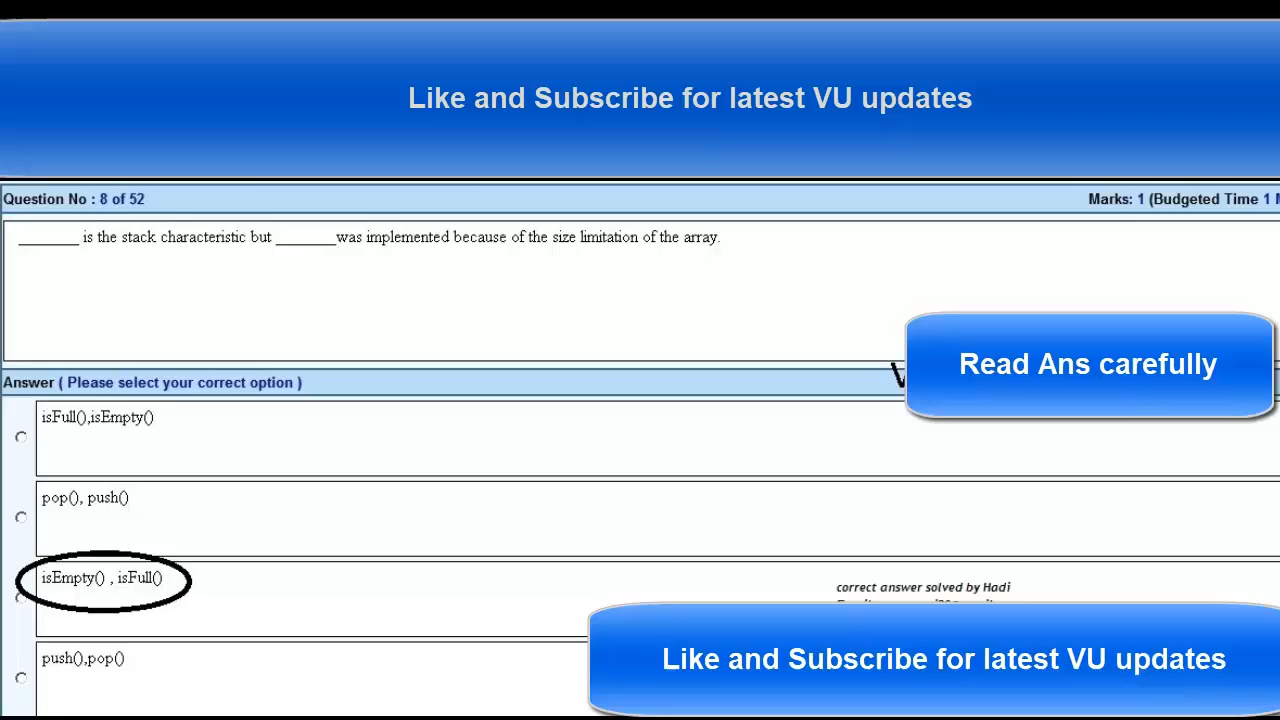 Like and Subscribe for latest VU updates
Question No : 8 of 52 Marks: 1 (Budgeted Time 1
_______ is the stack characteristic but _______was implemented because of the size limitation of the array.
Read Ans carefully
Answer ( Please select your correct option )
isFull(),isEmpty()
pop(), push()
isEmpty() , isFull()
correct answer solved by Hadi
push(),pop()
Like and Subscribe for latest VU updates